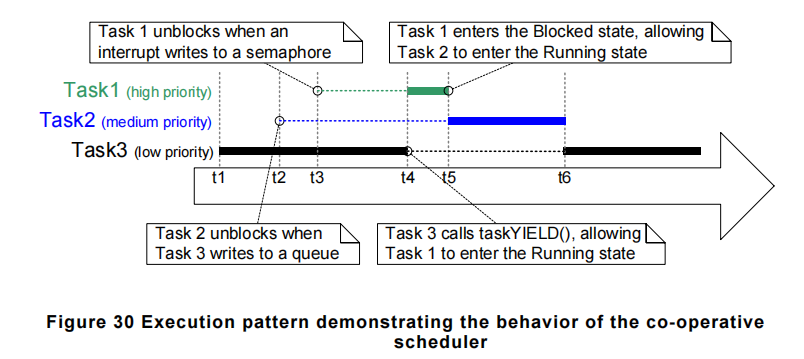 Task 1 unblocks when an
interrupt writes to a semaphore
Task 1 enters the Blocked state, allowing
Task 2 to enter the Running state
Task1 (high priority)
Task2 (medium priority)
Task3 (low priority)
t1 t2 t3 t4 t5 t6
Task 2 unblocks when
Task 3 writes to a queue
Task 3 calls taskYIELD(), allowing
Task 1 to enter the Running state
Figure 30 Execution pattern demonstrating the behavior of the co-operative
scheduler